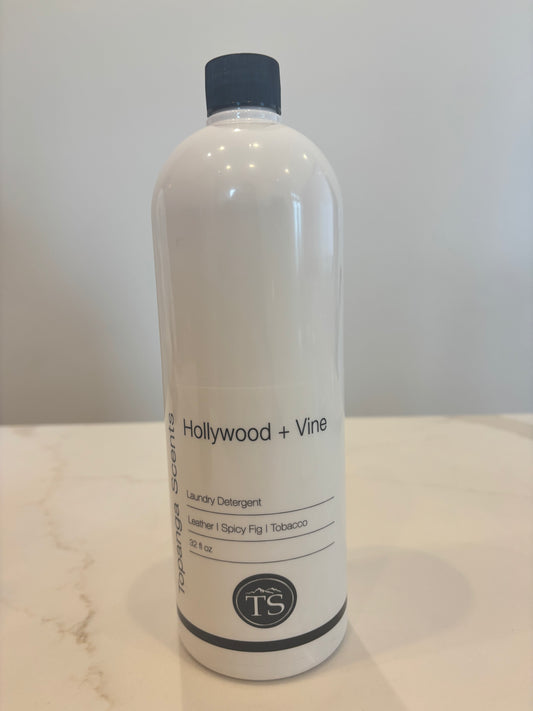 Hollywood + Vine
Topanga Scents
Laundry Detergent
Leather | Spicy Fig | Tobacco
32 fl oz
TS